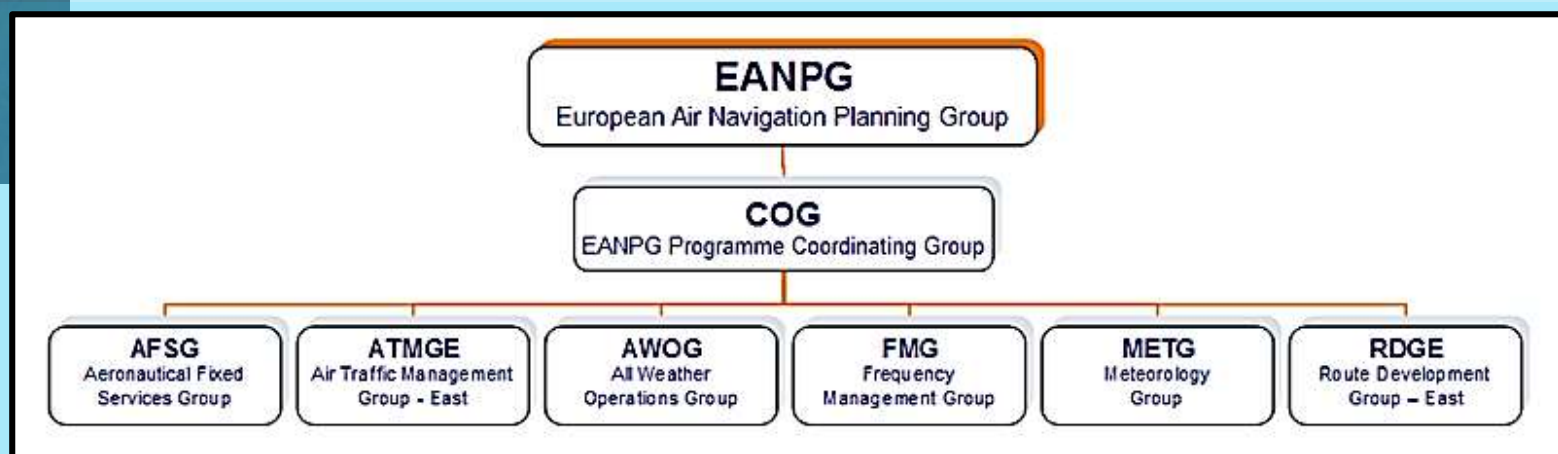 EANPG
European Air Navigation Planning Group
COG
EANPG Programme Coordinating Group
AFSG
Aeronautical Fixed
Services Group
ATMGE
Air Traffic Management
Group - East
AWOG
All Weather
Operations Group
FMG
Frequency
Management Group
METG
Meteorology
Group
RDGE
Route Development
Group – East